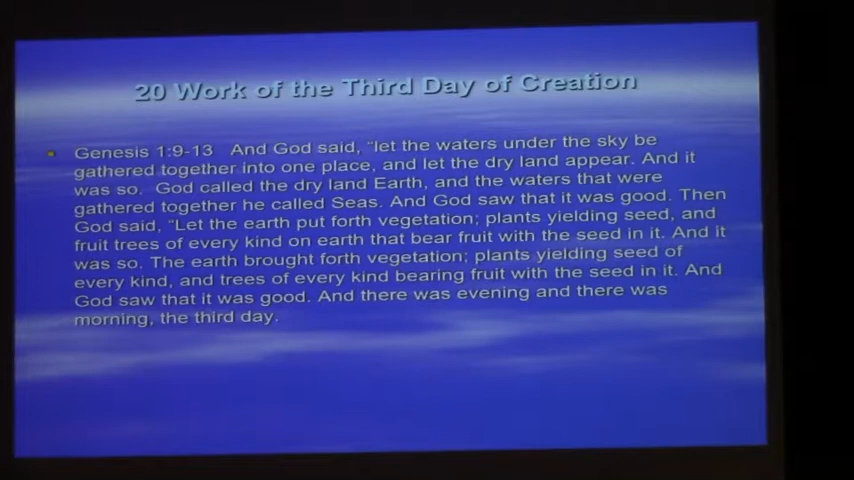 20 Work of the Third Day of Creation
Genesis 1:9-13 And God said, “let the waters under the sky be
gathered together into one place, and let the dry land appear. And it
was so. God called the dry land Earth, and the waters that were
gathered together he called Seas. And God saw that it was good. Then
God said, “Let the earth put forth vegetation; plants yielding seed, and
fruit trees of every kind on earth that bear fruit with the seed in it. And it
was so. The earth brought forth vegetation; plants yielding seed of
every kind, and trees of every kind bearing fruit with the seed in it. And
God saw that it was good. And there was evening and there was
morning, the third day.